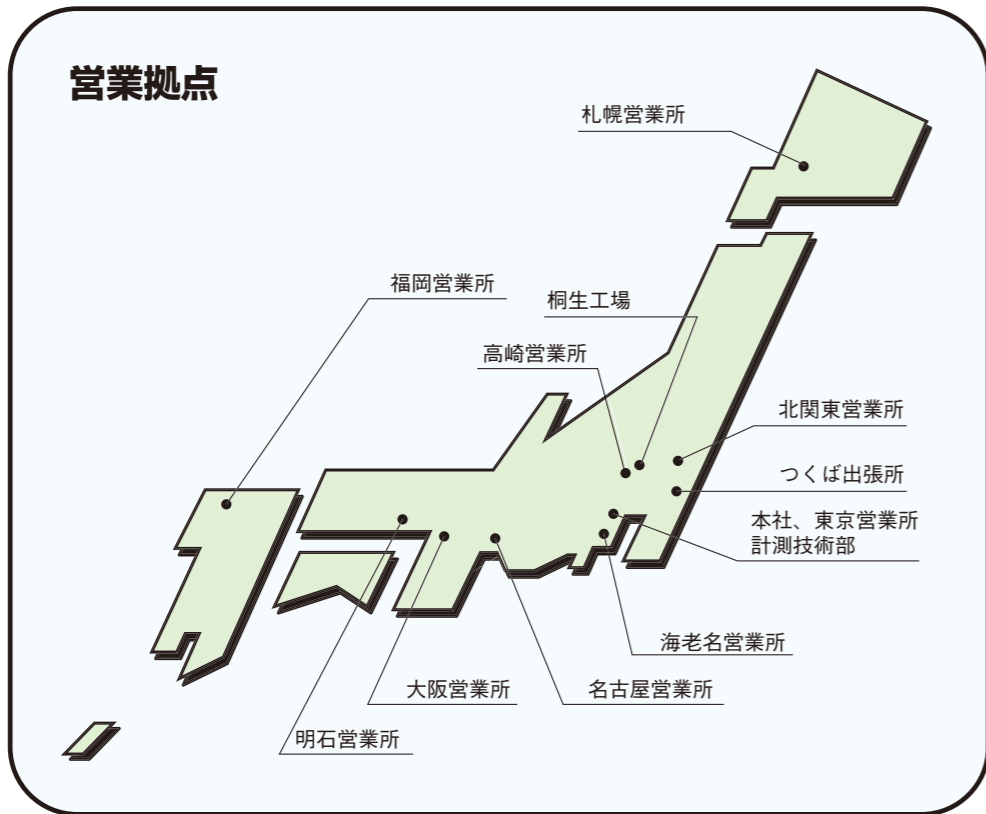 営業拠点
札幌営業所
福岡営業所
桐生工場
高崎営業所
北関東営業所
つくば出張所
本社、東京営業所
計測技術部
海老名営業所
大阪営業所
名古屋営業所
明石営業所